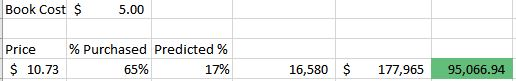 Book Cost $ 5.00
Price % Purchased Predicted %
$ 10.73 65% 17% 16,580 $ 177,965 95,066.94